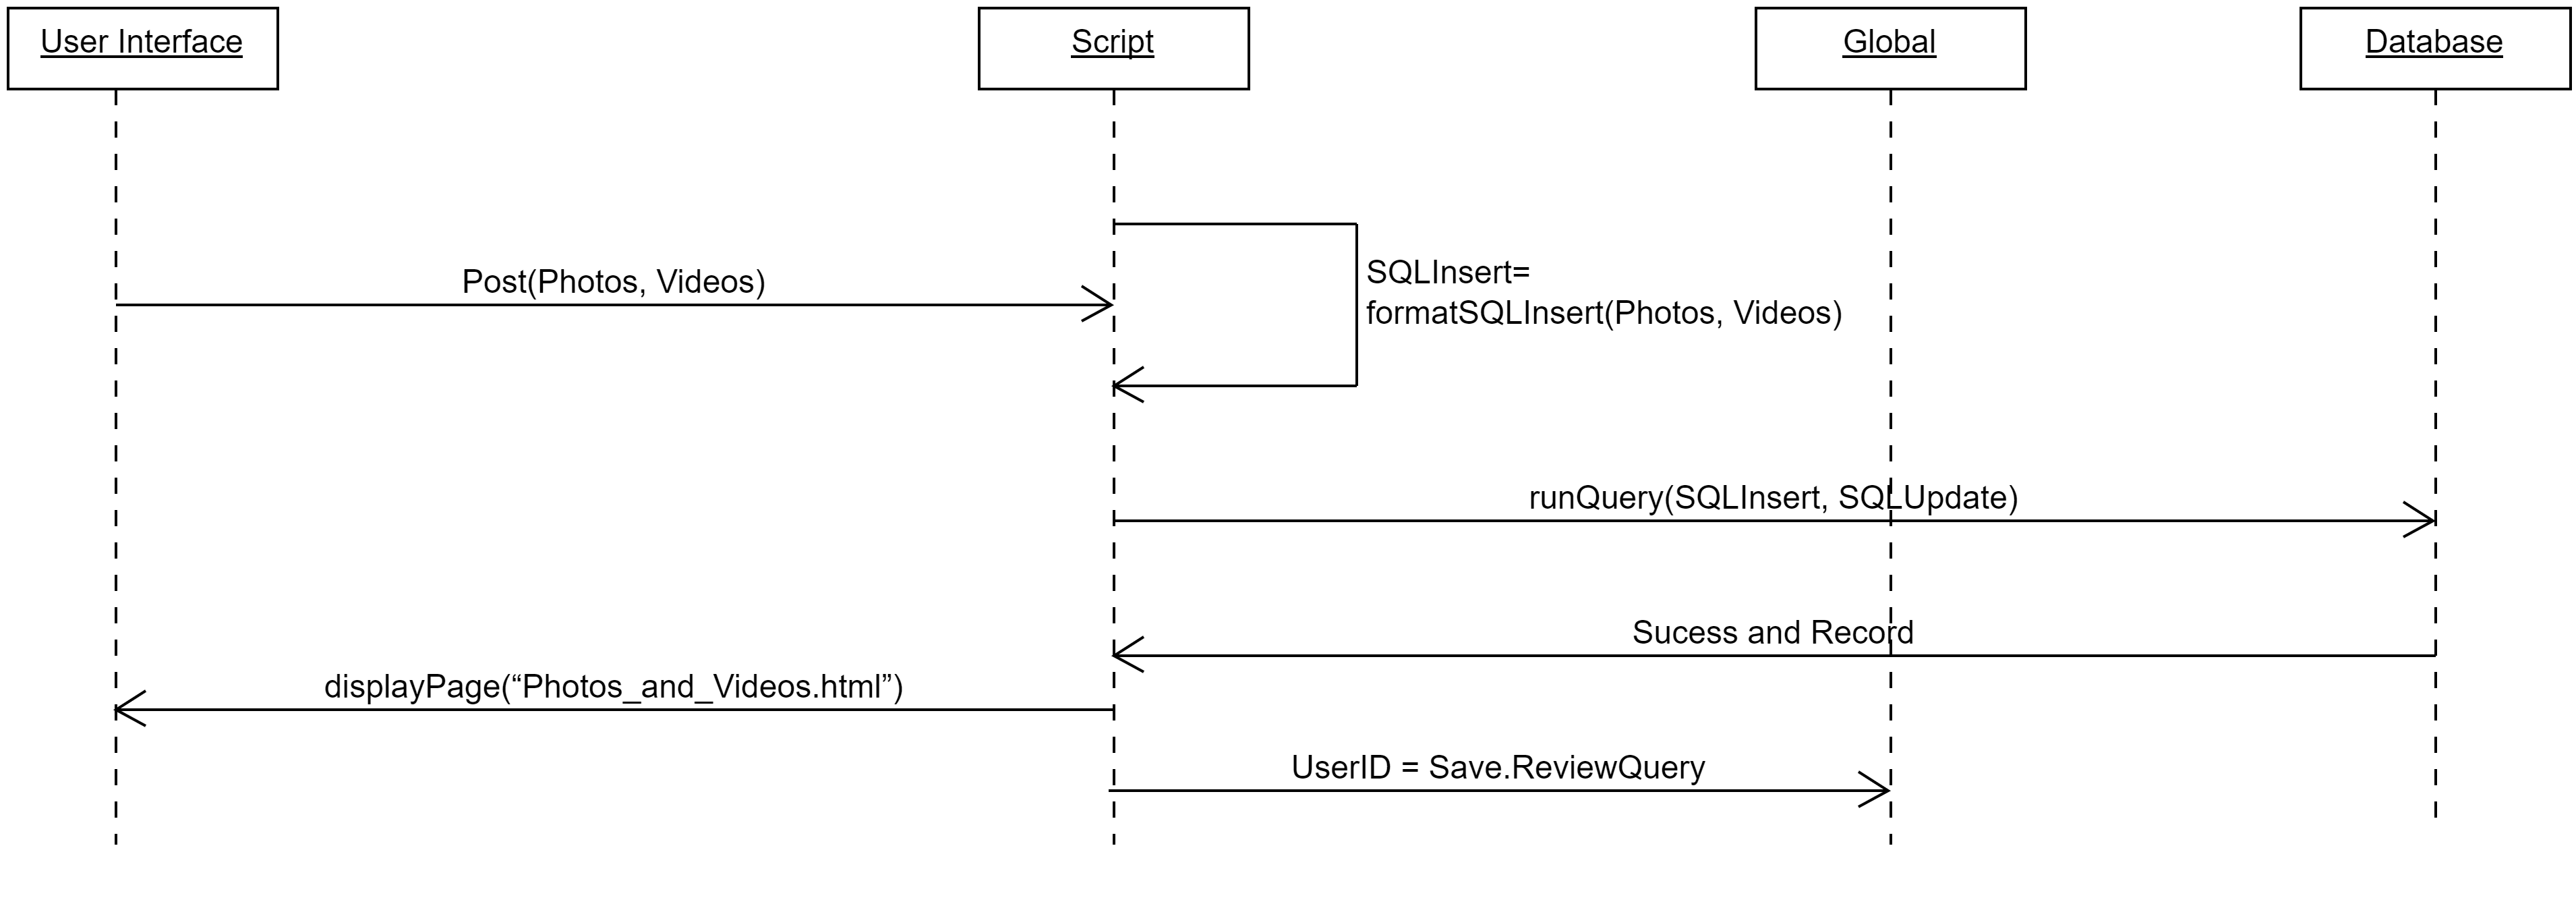 User Interface
Script
Global
Database
Post(Photos, Videos)
SQLInsert=
formatSQLInsert(Photos, Videos)
runQuery(SQLInsert, SQLUpdate)
Sucess and Record
displayPage(“Photos_and_Videos.html”)
UserID = Save.ReviewQuery